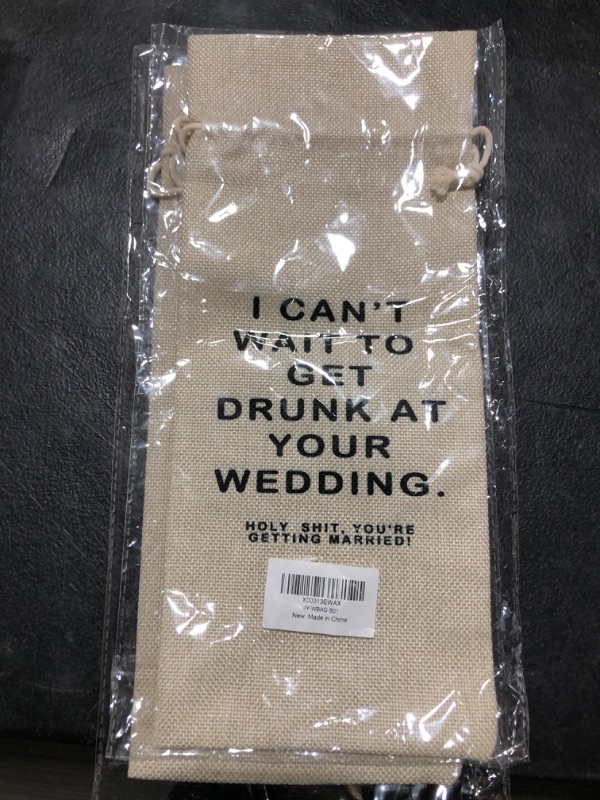 I CAN'T
WAIT TO
GET
DRUNK AT
YOUR
WEDDING.
HOLY SHIT, YOU'RE
GETTING MARRIED!
X00313EWAX
JY-WBAG-S01
New Made in China